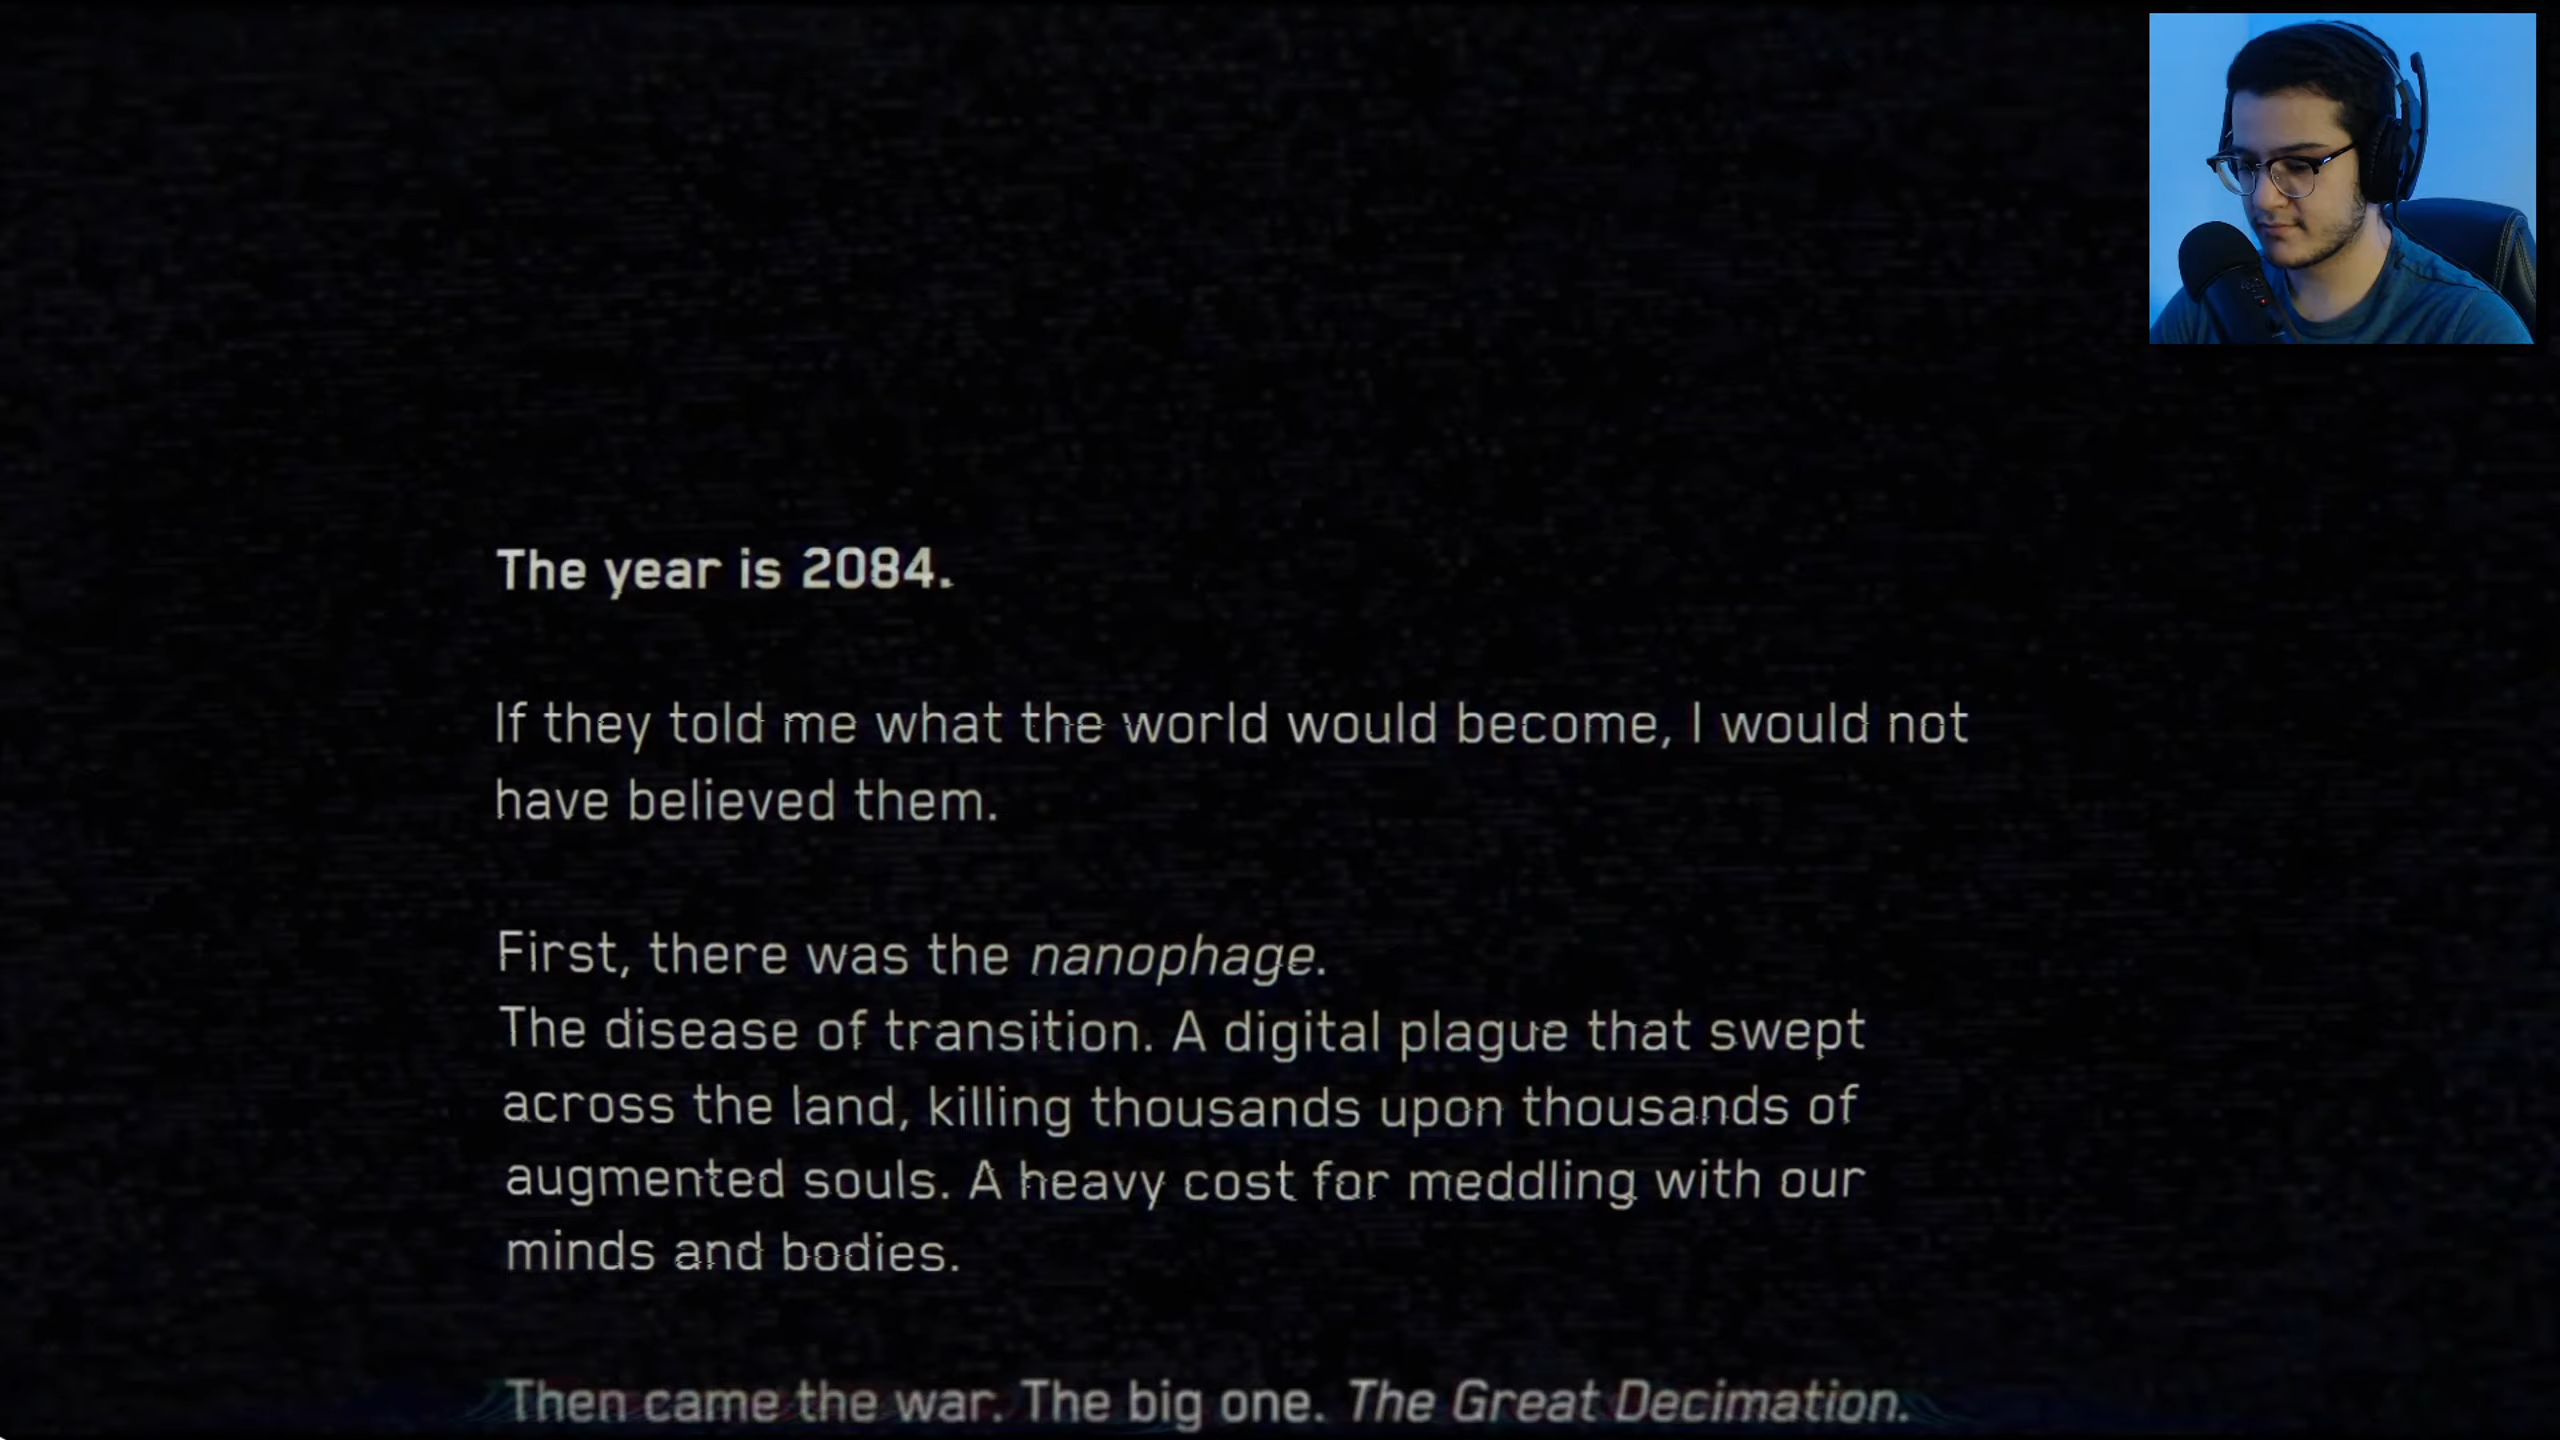 The year is 2084.
If they told me what the world would become, I would not
have believed them.
First, there was the nanophage.
The disease of transition. A digital plague that swept
across the land, killing thousands upon thousands of
augmented souls. A heavy cost for meddling with our
minds and bodies.
Then came the war. The big one. The Great Decimation.